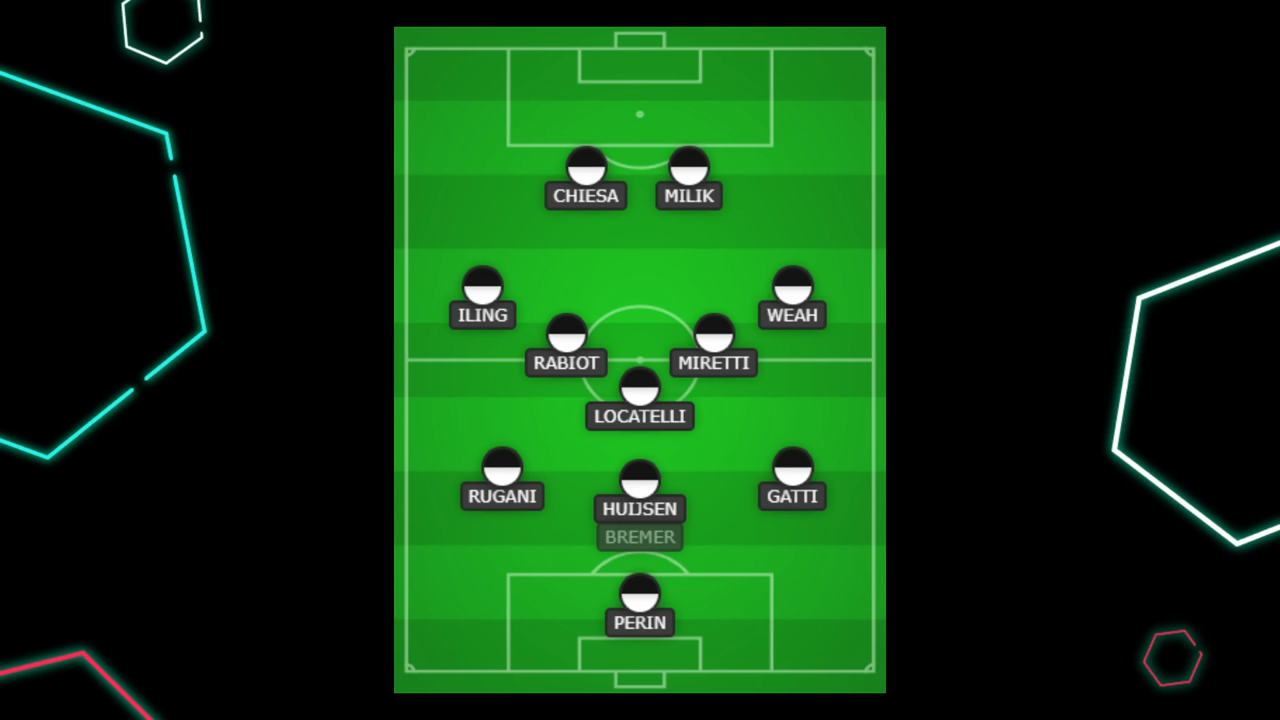 CHIESA
MILIK
ILING
WEAH
RABIOT
MIRETTI
LOCATELLI
RUGANI
HUIJSEN
GATTI
BREMER
PERIN